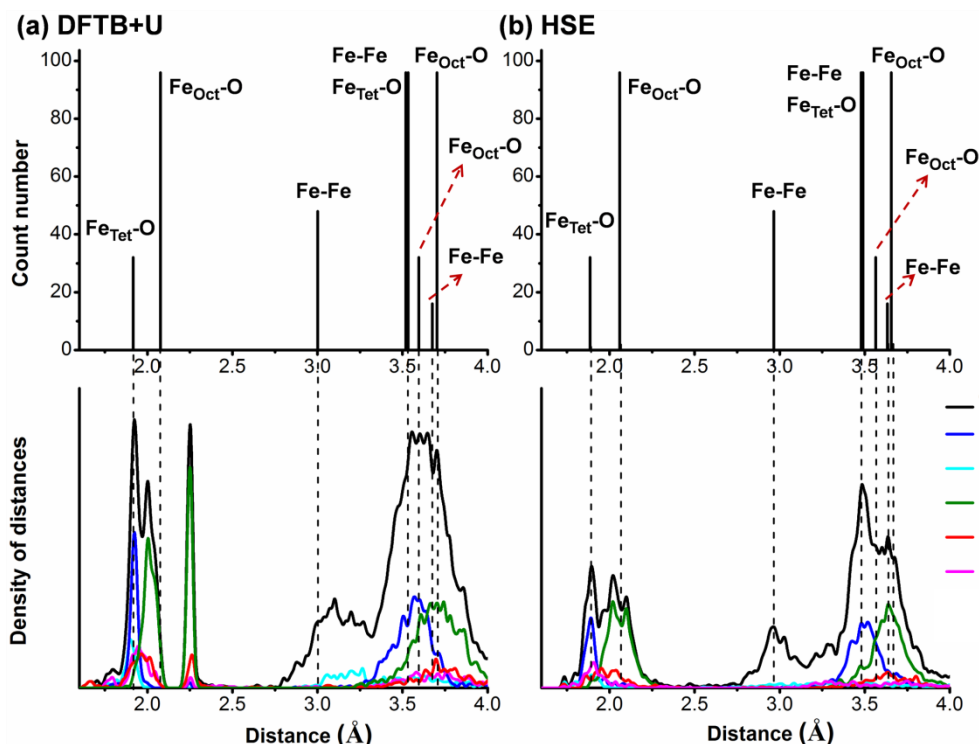 (a) DFTB+U
Count number
100
80
60
40
20
0
FeTet-O
FeOct-O
Fe-Fe
Fe-Fe
FeTet-O
FeOct-O
FeOct-O
Fe-Fe
2.0 2.5 3.0 3.5 4.0
Density of distances
2.0 2.5 3.0 3.5 4.0
Distance (Å)
(b) HSE
FeTet-O
FeOct-O
Fe-Fe
Fe-Fe
FeTet-O
FeOct-O
FeOct-O
Fe-Fe
2.0 2.5 3.0 3.5 4.0
2.0 2.5 3.0 3.5 4.0
Distance (Å)